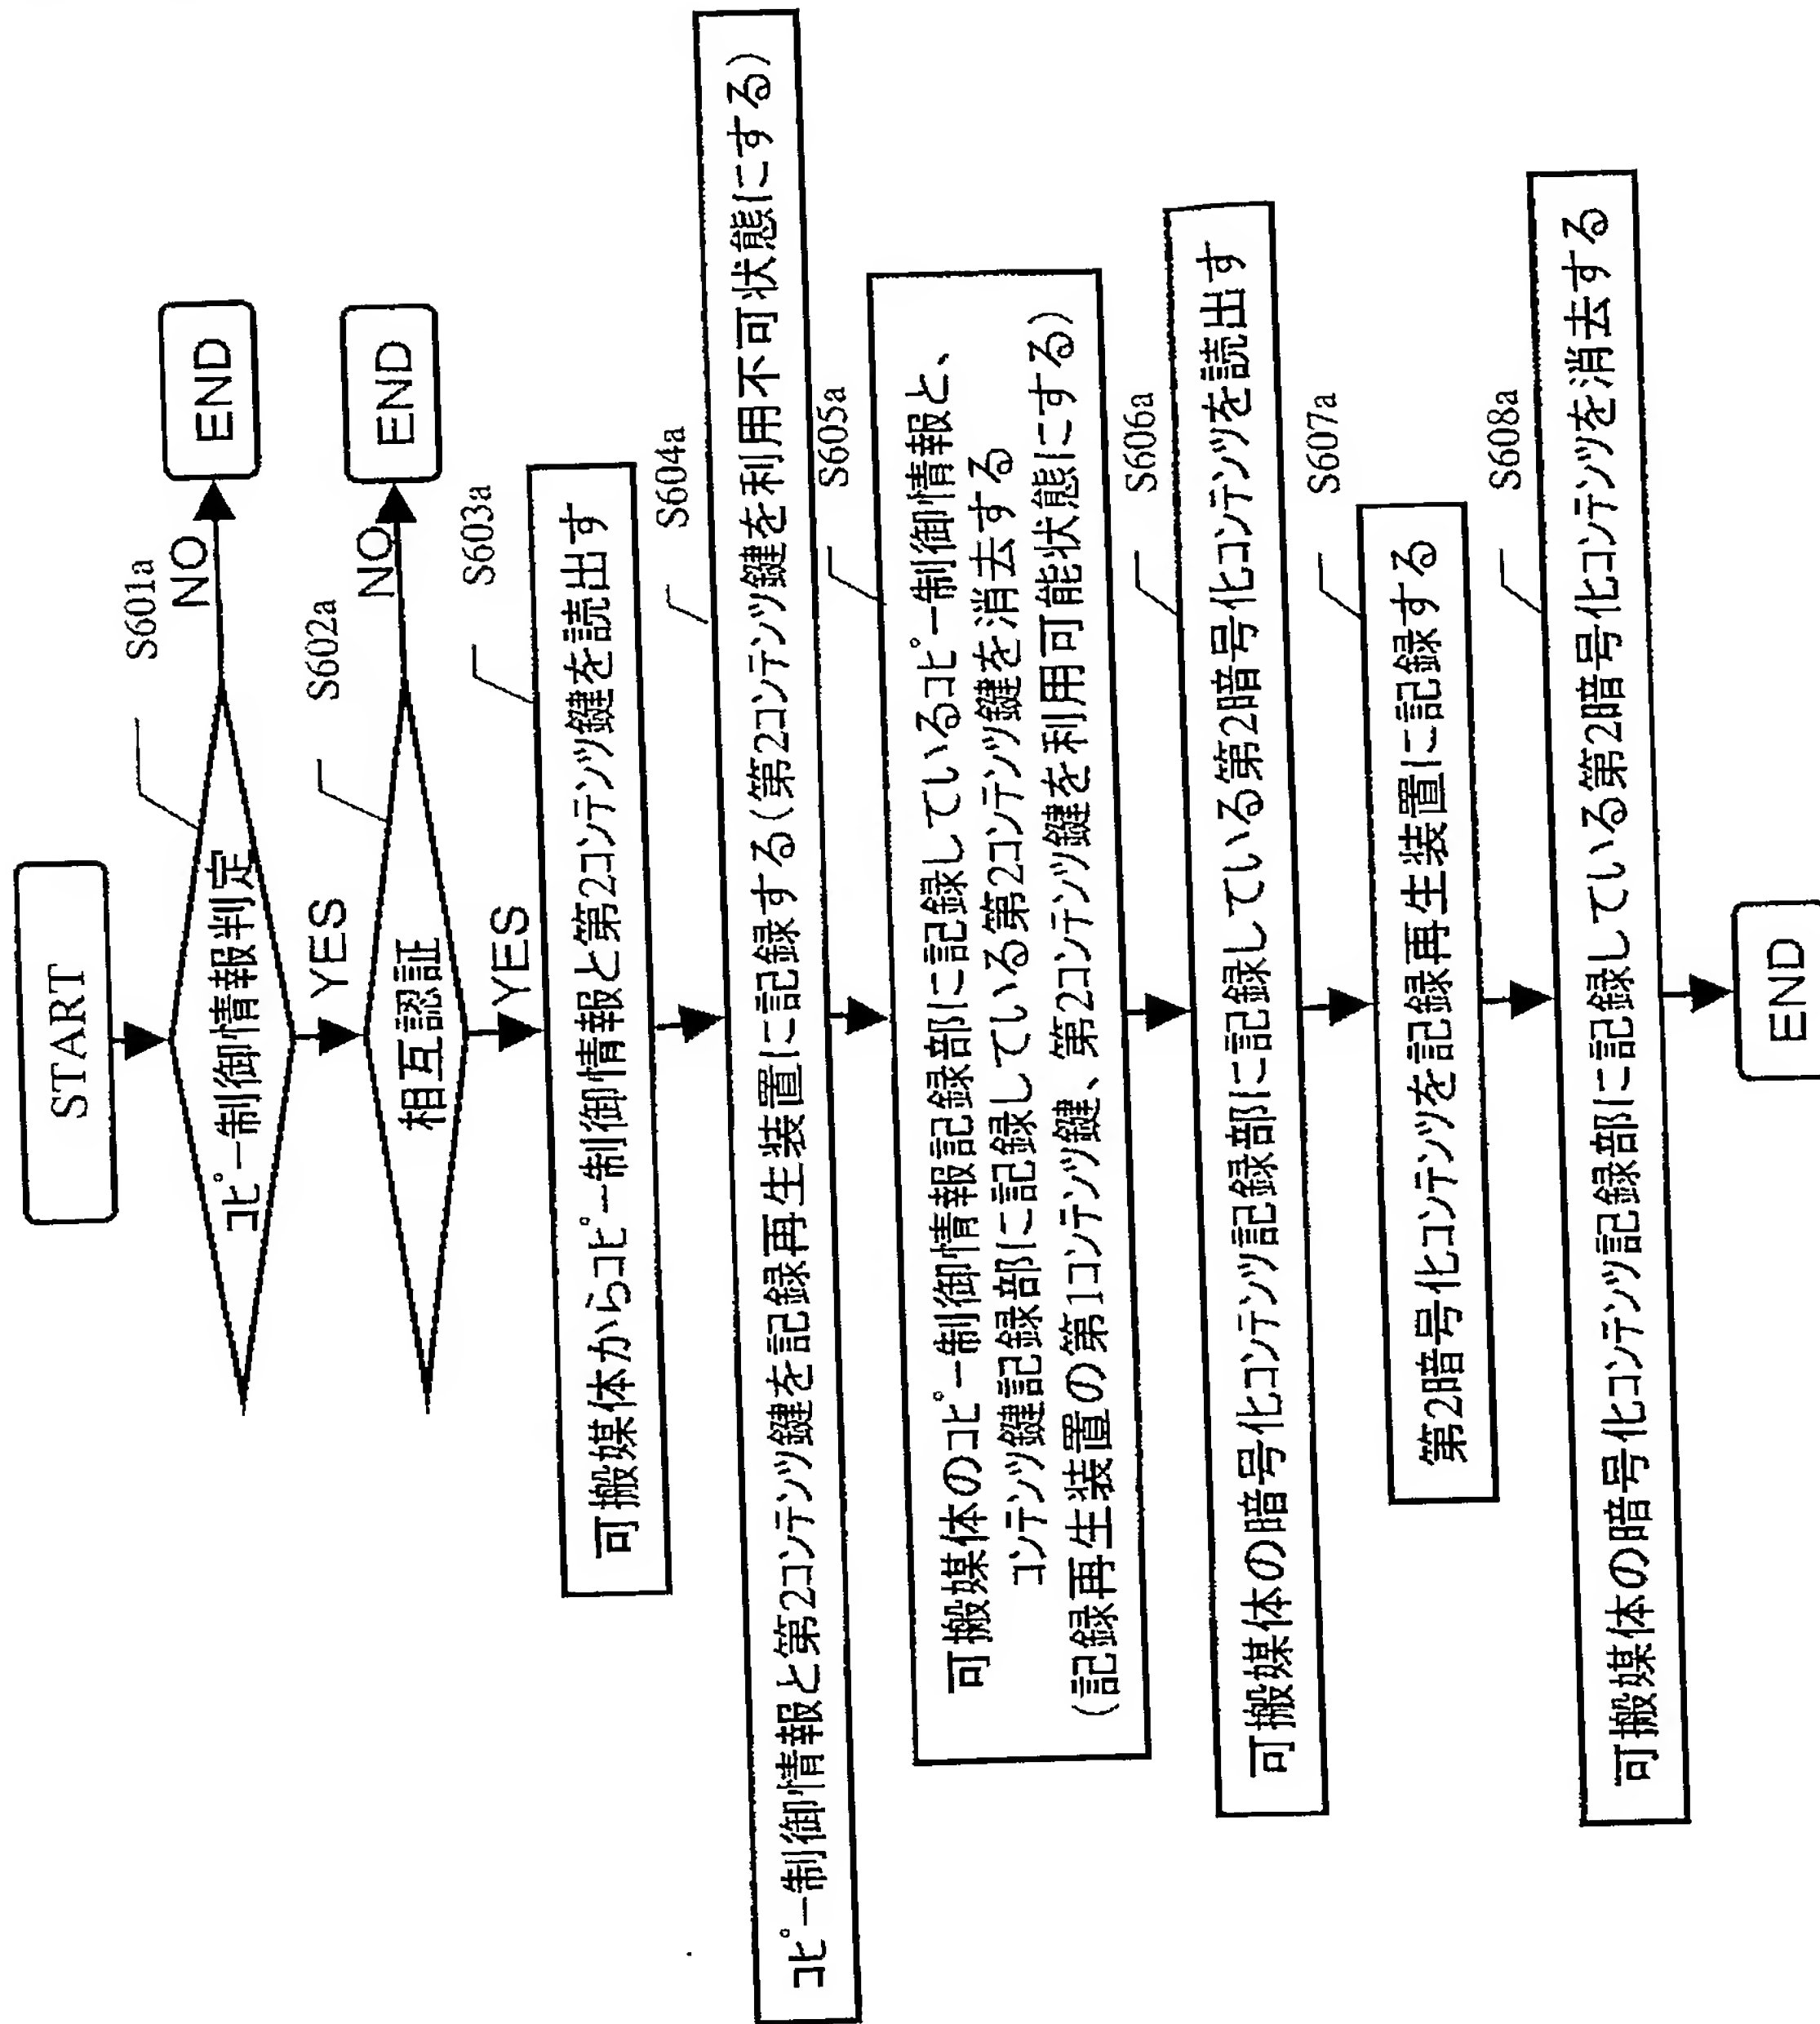 START
S601a
コピー制御情報判定
NO
END
YES
S602a
相互認証
NO
END
YES
S603a
可搬媒体からコピー制御情報と第2コンテンツ鍵を読出す
S604a
コピー制御情報と第2コンテンツ鍵を記録再生装置に記録する(第2コンテンツ鍵を利用不可状態にする)
S605a
可搬媒体のコピー制御情報記録部に記録しているコピー制御情報と、
コンテンツ鍵記録部に記録している第2コンテンツ鍵を消去する
(記録再生装置の第1コンテンツ鍵、第2コンテンツ鍵を利用可能状態にする)
S606a
可搬媒体の暗号化コンテンツ記録部に記録している第2暗号化コンテンツを読出す
S607a
第2暗号化コンテンツを記録再生装置に記録する
S608a
可搬媒体の暗号化コンテンツ記録部に記録している第2暗号化コンテンツを消去する
END